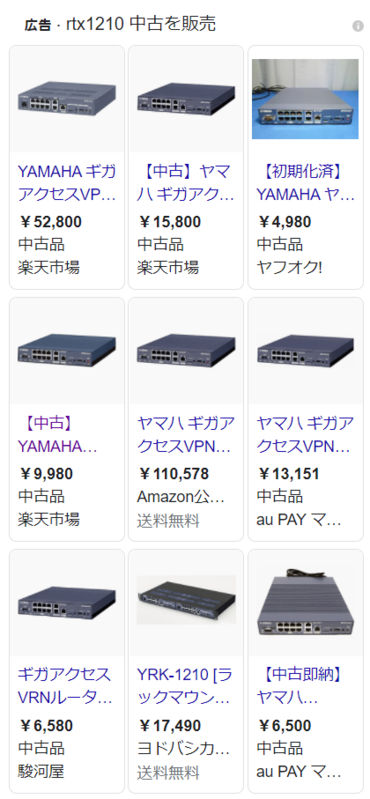 広告 · rtx1210 中古を販売
YAMAHA ギガ
アクセスVP...
￥52,800
中古品
楽天市場
【中古】ヤマ
ハ ギガアク...
￥15,800
中古品
楽天市場
【初期化済】
YAMAHA ヤ...
￥4,980
中古品
ヤフオク!
【中古】
YAMAHA...
￥9,980
中古品
楽天市場
ヤマハ ギガア
クセスVPN...
￥110,578
Amazon公...
送料無料
ヤマハ ギガア
クセスVPN...
￥13,151
中古品
au PAY マ...
ギガアクセス
VRNルータ...
￥6,580
中古品
駿河屋
YRK-1210 [ラ
ックマウン...
￥17,490
ヨドバシカ...
送料無料
【中古即納】
ヤマハ...
￥6,500
中古品
au PAY マ...